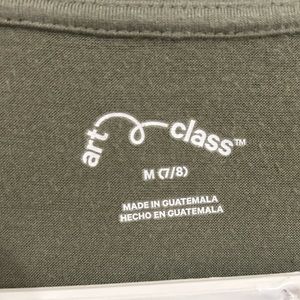 art class™
M (7/8)
MADE IN GUATEMALA
HECHO EN GUATEMALA